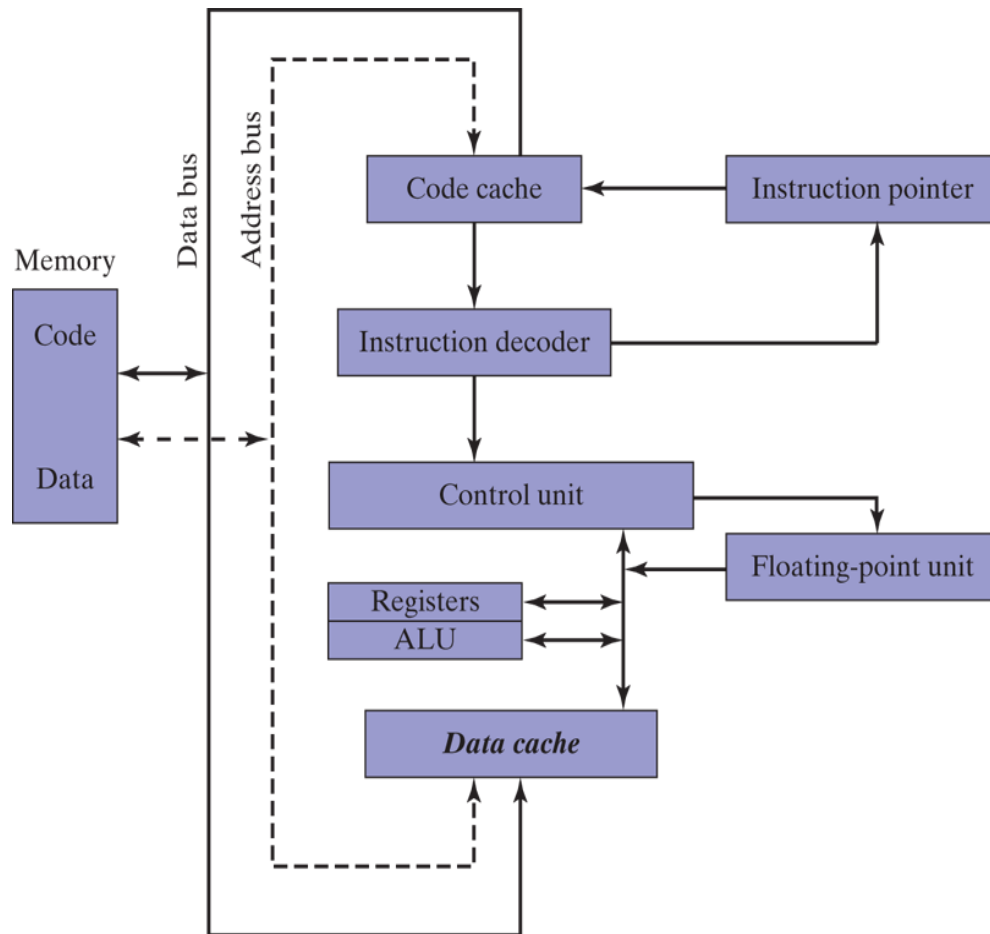 Data bus
Address bus
Code cache
Instruction pointer
Memory
Code
Data
Instruction decoder
Control unit
Floating-point unit
Registers
ALU
Data cache